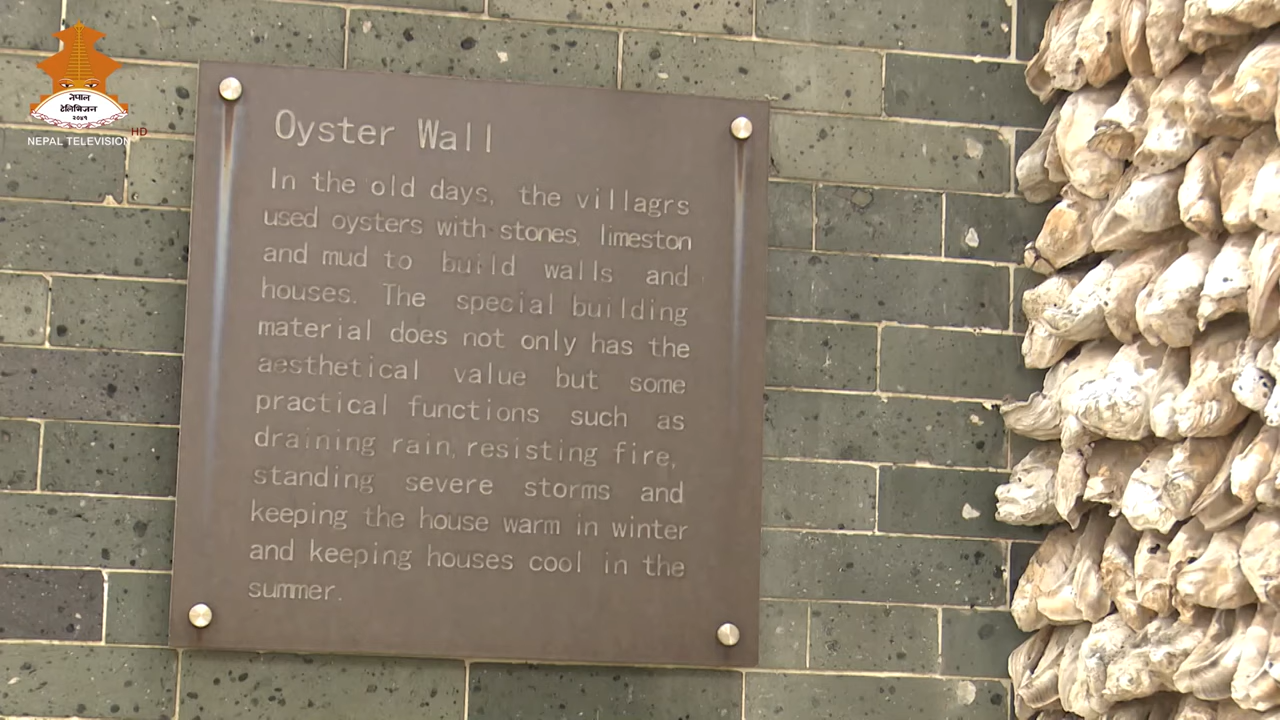 नेपाल
टेलिभिजन
२०४१
NEPAL TELEVISION
HD
Oyster Wall
In the old days, the villagrs
used oysters with stones, limeston
and mud to build walls and
houses. The special building
material does not only has the
aesthetical value but some
practical functions such as
draining rain, resisting fire,
standing severe storms and
keeping the house warm in winter
and keeping houses cool in the
summer.